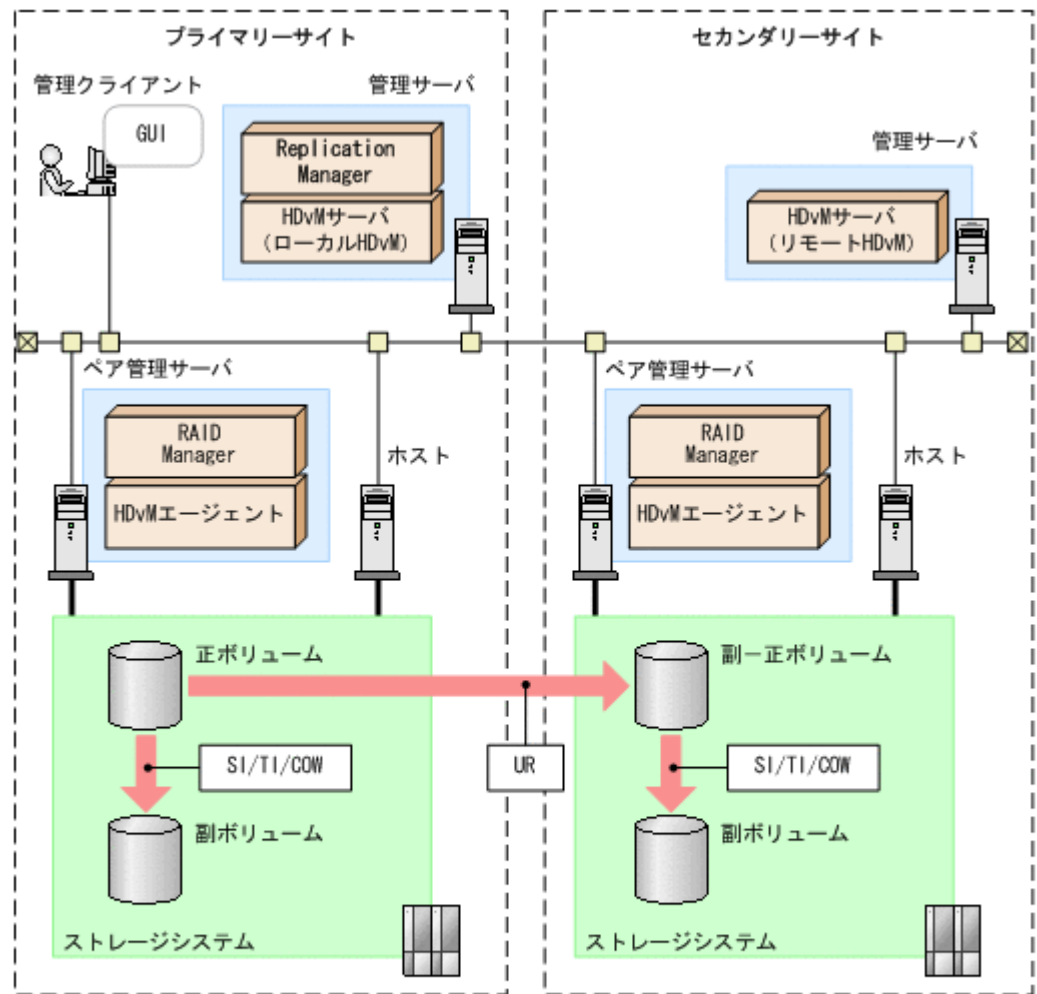 プライマリーサイト
セカンダリーサイト
管理クライアント
管理サーバ
GUI
Replication
Manager
HDvMサーバ
(ローカルHDvM)
管理サーバ
HDvMサーバ
(リモートHDvM)
ペア管理サーバ
RAID
Manager
HDvMエージェント
ホスト
ペア管理サーバ
RAID
Manager
HDvMエージェント
ホスト
正ボリューム
副－正ボリューム
SI/TI/COW
UR
SI/TI/COW
副ボリューム
副ボリューム
ストレージシステム
ストレージシステム